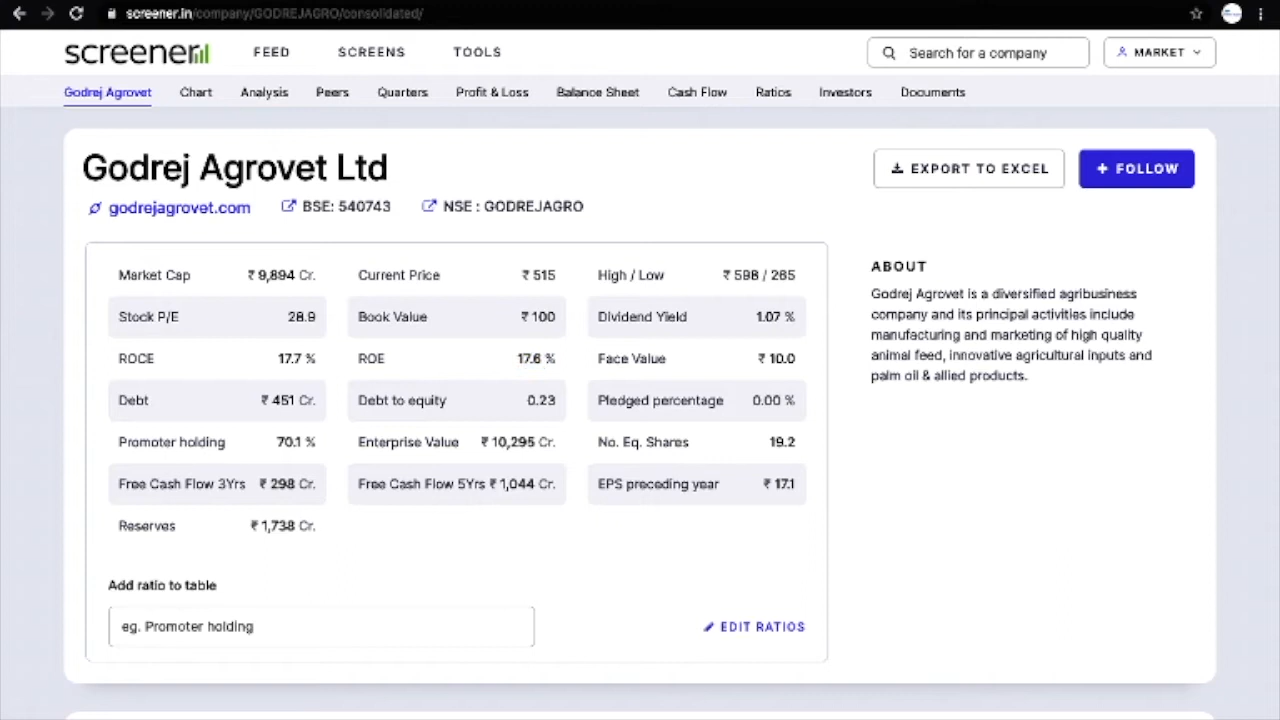 screener.in/company/GODREJAGRO/consolidated/
screener FEED SCREENS TOOLS Search for a company MARKET
Godrej Agrovet Chart Analysis Peers Quarters Profit & Loss Balance Sheet Cash Flow Ratios Investors Documents
Godrej Agrovet Ltd
EXPORT TO EXCEL + FOLLOW
godrejagrovet.com BSE: 540743 NSE : GODREJAGRO
Market Cap ₹ 9,894 Cr. Current Price ₹ 515 High / Low ₹ 598 / 265
Stock P/E 28.9 Book Value ₹ 100 Dividend Yield 1.07 %
ROCE 17.7 % ROE 17.6 % Face Value ₹ 10.0
Debt ₹ 451 Cr. Debt to equity 0.23 Pledged percentage 0.00 %
Promoter holding 70.1 % Enterprise Value ₹ 10,295 Cr. No. Eq. Shares 19.2
Free Cash Flow 3Yrs ₹ 298 Cr. Free Cash Flow 5Yrs ₹ 1,044 Cr. EPS preceding year ₹ 17.1
Reserves ₹ 1,738 Cr.
Add ratio to table
eg. Promoter holding
EDIT RATIOS
ABOUT
Godrej Agrovet is a diversified agribusiness
company and its principal activities include
manufacturing and marketing of high quality
animal feed, innovative agricultural inputs and
palm oil & allied products.